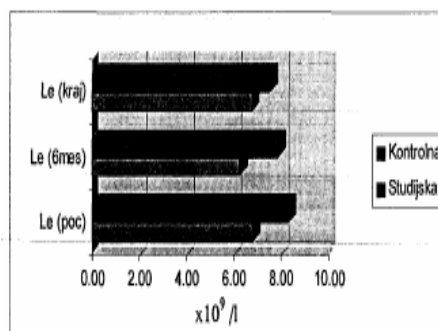 Le (kraj)
Le (6mes)
Le (poc)
Kontrolna
Studijska
0.00 2.00 4.00 6.00 8.00 10.00
x10⁹ /l